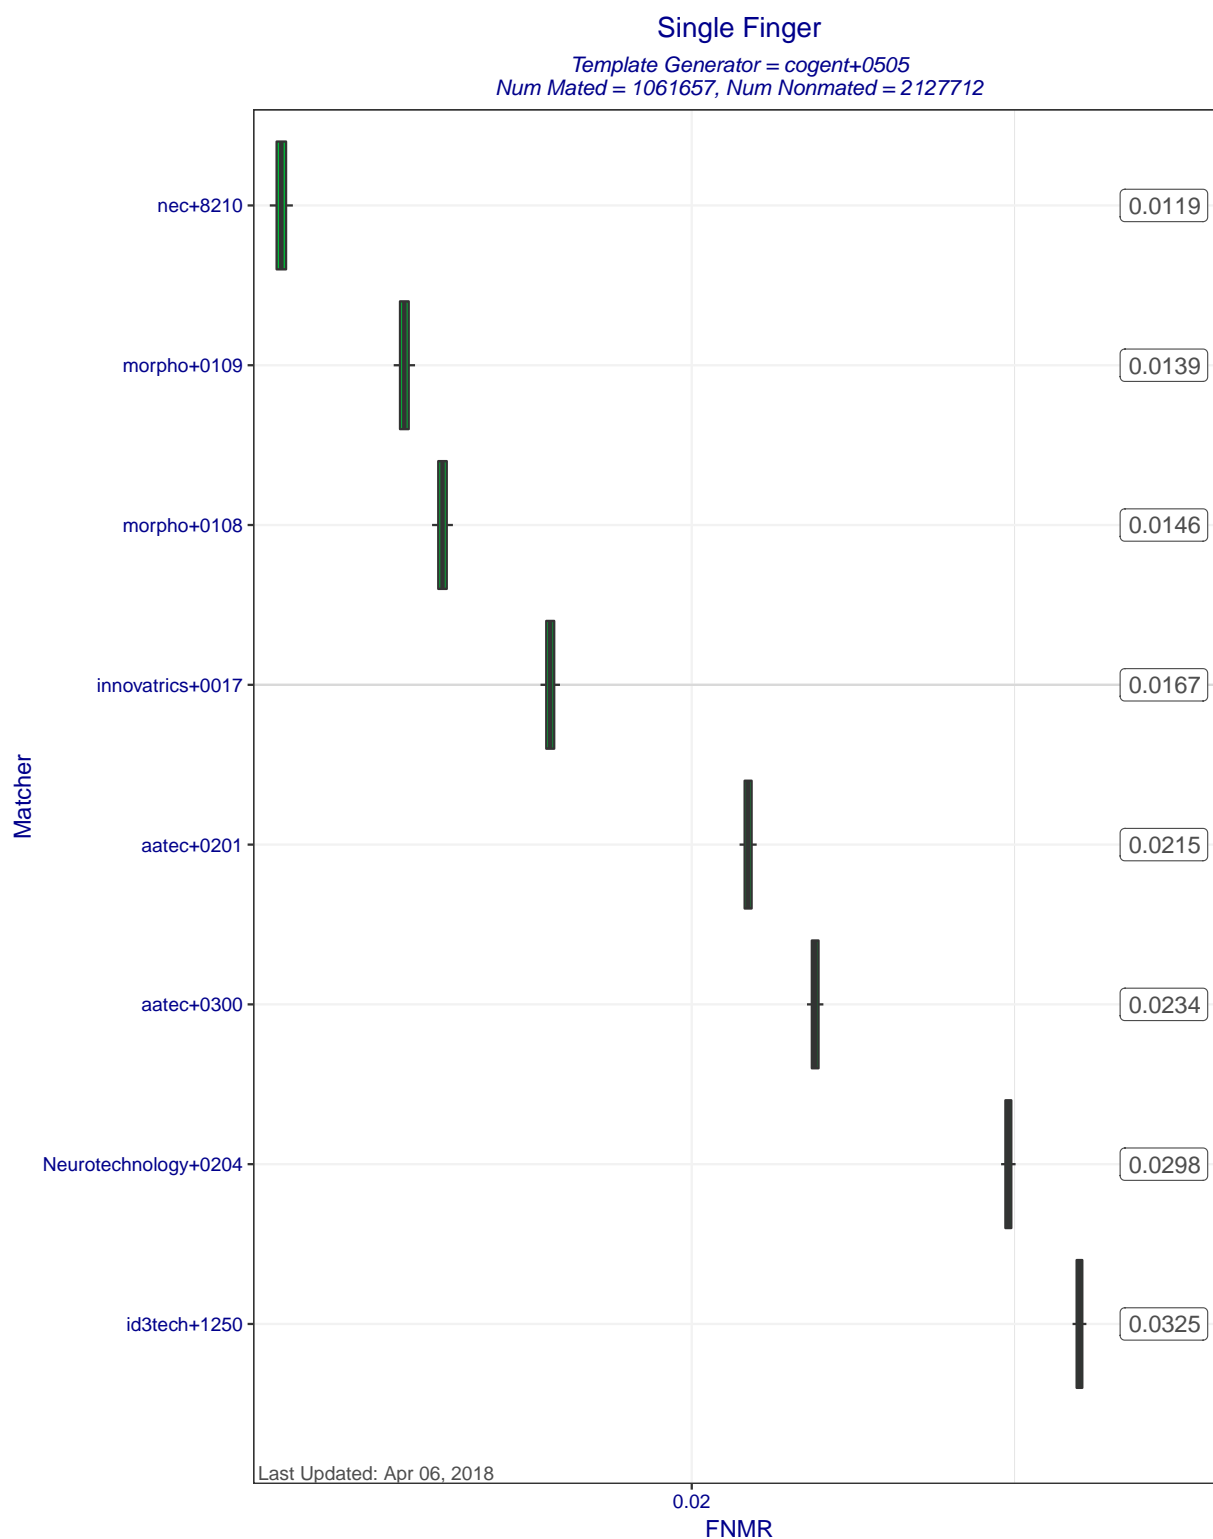 Single Finger
Template Generator = cogent+0505
Num Mated = 1061657, Num Nonmated = 2127712
nec+8210
0.0119
morpho+0109
0.0139
morpho+0108
0.0146
innovatrics+0017
0.0167
Matcher
aatec+0201
0.0215
aatec+0300
0.0234
Neurotechnology+0204
0.0298
id3tech+1250
0.0325
Last Updated: Apr 06, 2018
0.02
FNMR